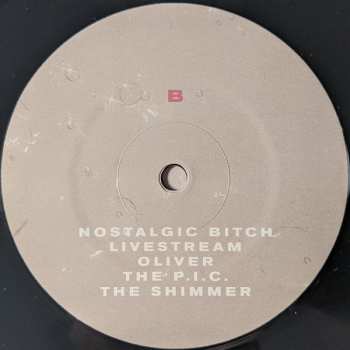 B
NOSTALGIC BITCH
LIVESTREAM
OLIVER
THE P.I.C.
THE SHIMMER